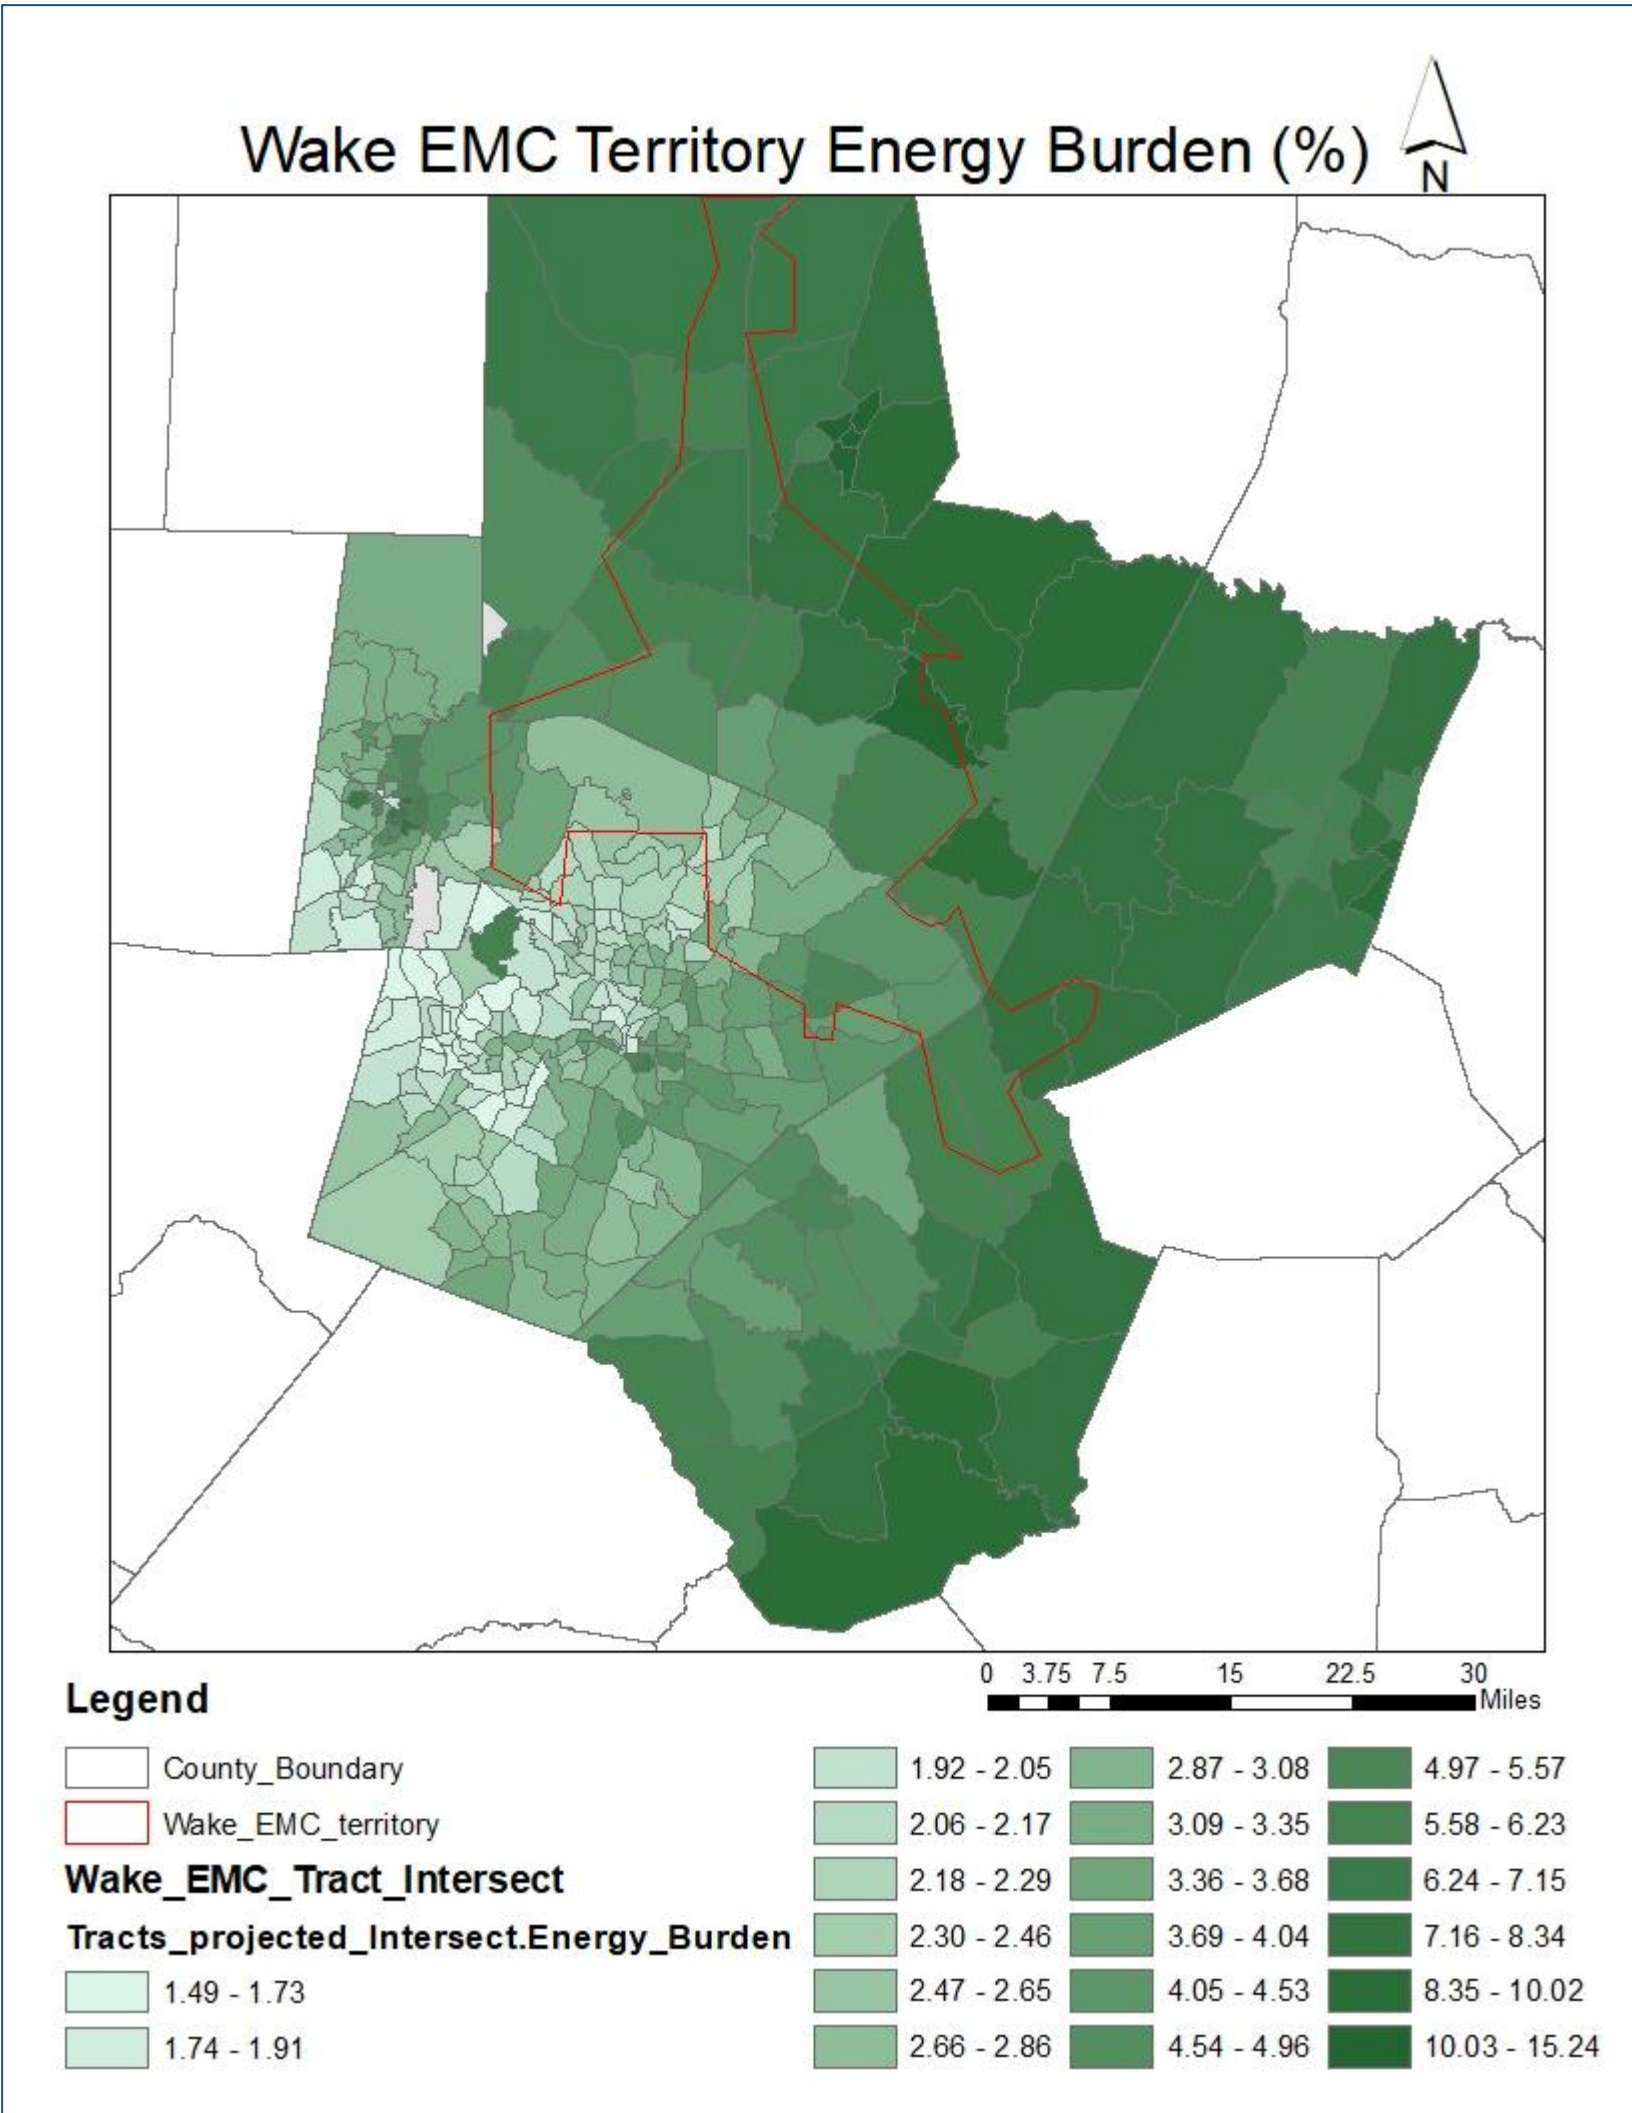 Wake EMC Territory Energy Burden (%)
N
0 3.75 7.5 15 22.5 30
Miles
Legend
County_Boundary
Wake_EMC_territory
Wake_EMC_Tract_Intersect
Tracts_projected_Intersect.Energy_Burden
1.49 - 1.73
1.74 - 1.91
1.92 - 2.05
2.06 - 2.17
2.18 - 2.29
2.30 - 2.46
2.47 - 2.65
2.66 - 2.86
2.87 - 3.08
3.09 - 3.35
3.36 - 3.68
3.69 - 4.04
4.05 - 4.53
4.54 - 4.96
4.97 - 5.57
5.58 - 6.23
6.24 - 7.15
7.16 - 8.34
8.35 - 10.02
10.03 - 15.24